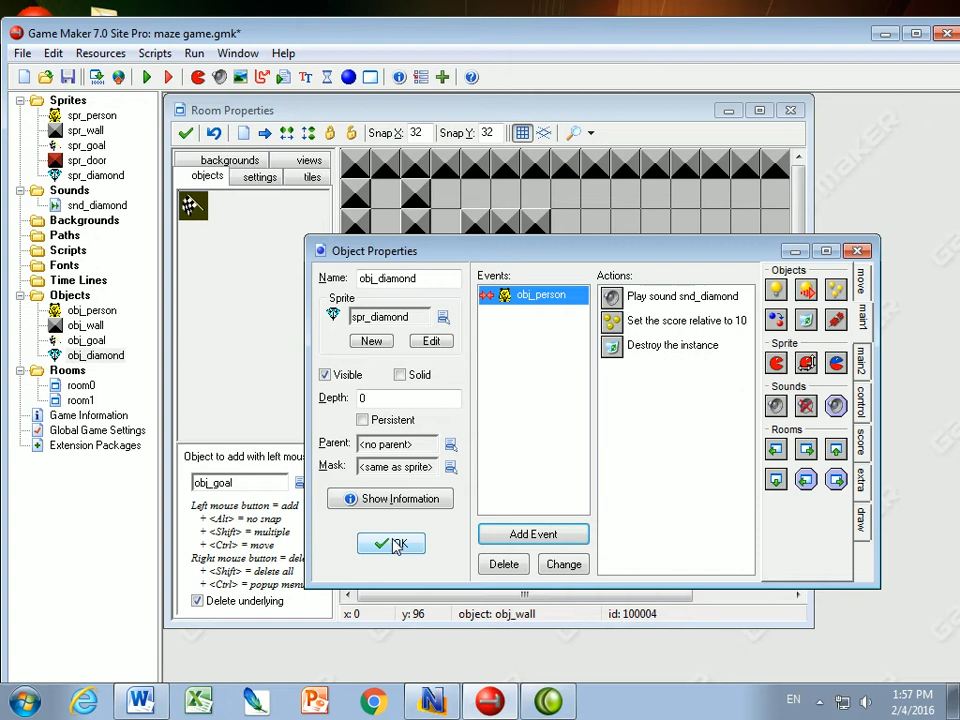 Game Maker 7.0 Site Pro: maze game.gmk*
File Edit Resources Scripts Run Window Help
Sprites
spr_person
spr_wall
spr_goal
spr_door
spr_diamond
Sounds
snd_diamond
Backgrounds
Paths
Scripts
Fonts
Time Lines
Objects
obj_person
obj_wall
obj_goal
obj_diamond
Rooms
room0
room1
Game Information
Global Game Settings
Extension Packages
Room Properties
Snap X: 32 Snap Y: 32
backgrounds views
objects settings tiles
Object to add with left mous
obj_goal
Left mouse button = add
+ <Alt> = no snap
+ <Shift> = multiple
+ <Ctrl> = move
Right mouse button = del
+ <Shift> = delete all
+ <Ctrl> = popup menu
Delete underlying
x: 0 y: 96 object: obj_wall id: 100004
Object Properties
Name: obj_diamond
Sprite
spr_diamond
New Edit
Visible Solid
Depth: 0
Persistent
Parent: <no parent>
Mask: <same as sprite>
Show Information
OK
Events:
obj_person
Add Event
Delete Change
Actions:
Play sound snd_diamond
Set the score relative to 10
Destroy the instance
Objects
Sprite
Sounds
Rooms
move
main1
main2
control
score
extra
draw
EN
1:57 PM
2/4/2016